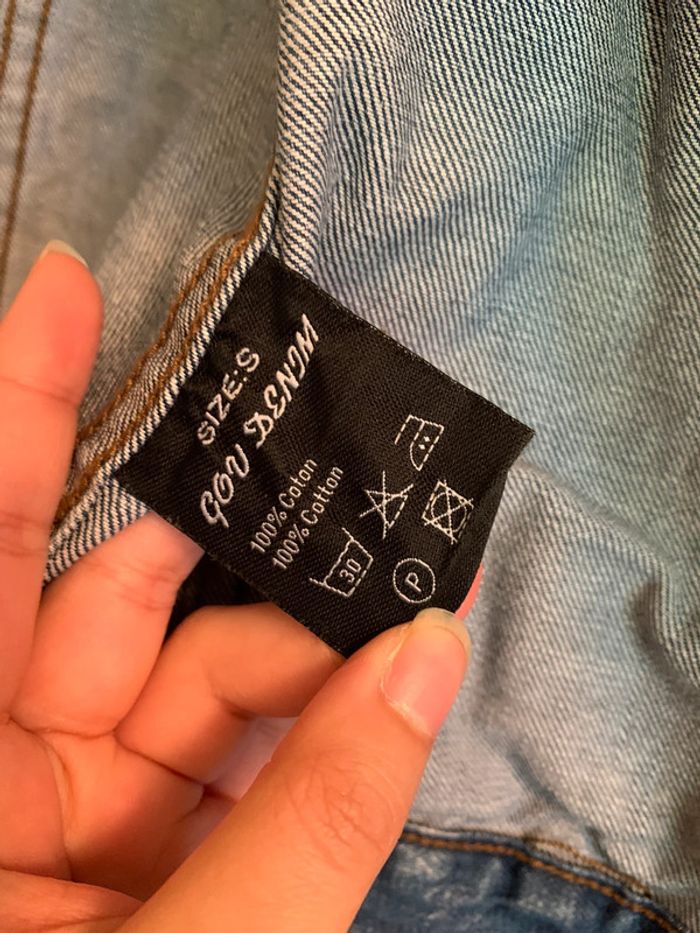 SIZE:S
GOV DENIM
100% Coton
100% Cotton
30
P